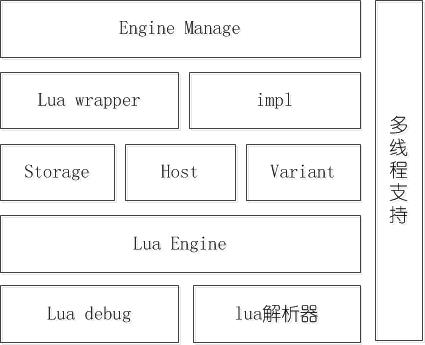 Engine Manage
Lua wrapper
impl
Storage
Host
Variant
Lua Engine
Lua debug
lua解析器
多线程支持